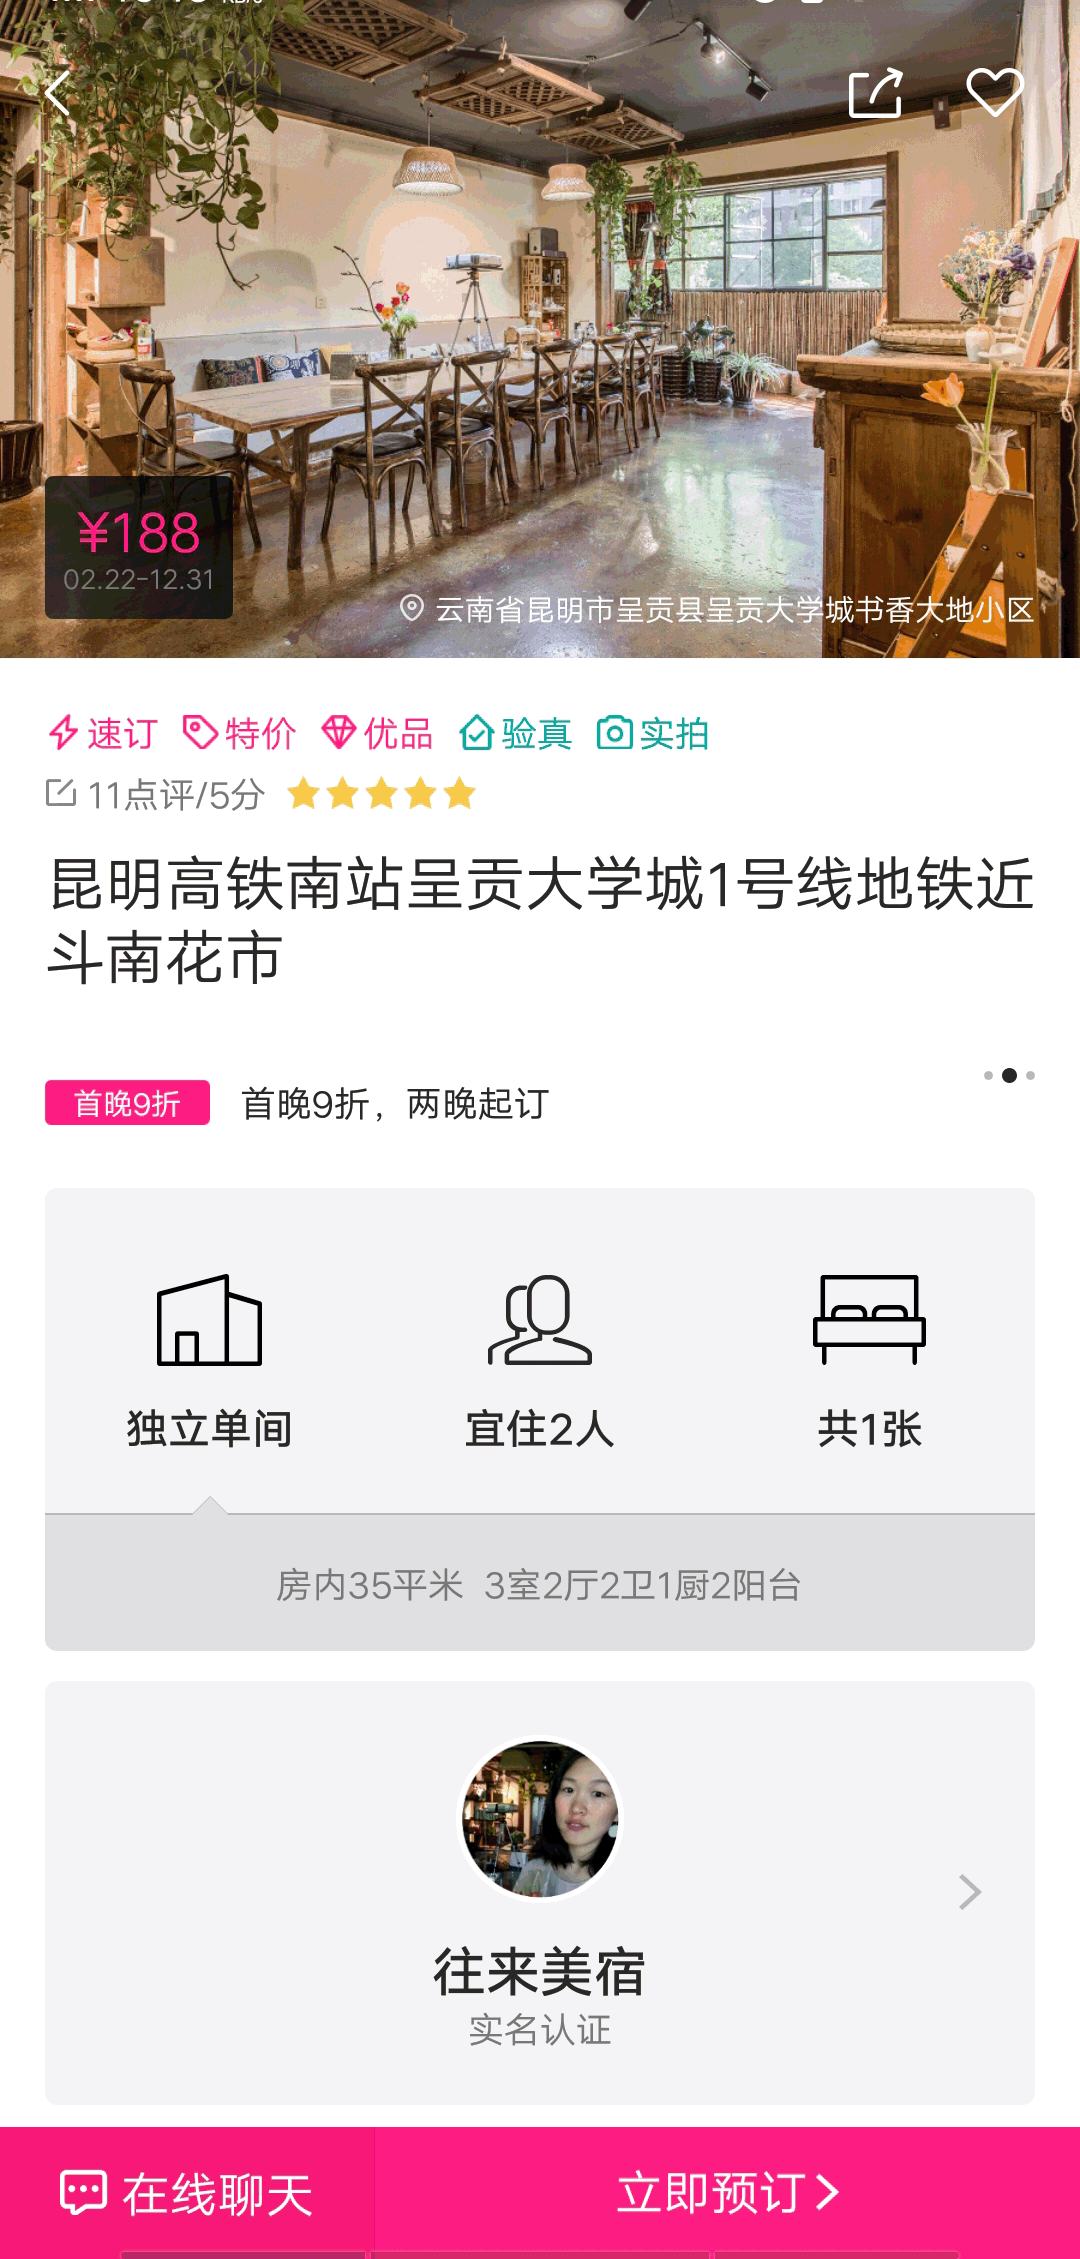 ¥188
02.22-12.31
云南省昆明市呈贡县呈贡大学城书香大地小区
速订 特价 优品 验真 实拍
11点评/5分
昆明高铁南站呈贡大学城1号线地铁近
斗南花市
首晚9折 首晚9折，两晚起订
独立单间 宜住2人 共1张
房内35平米 3室2厅2卫1厨2阳台
往来美宿
实名认证
在线聊天 立即预订